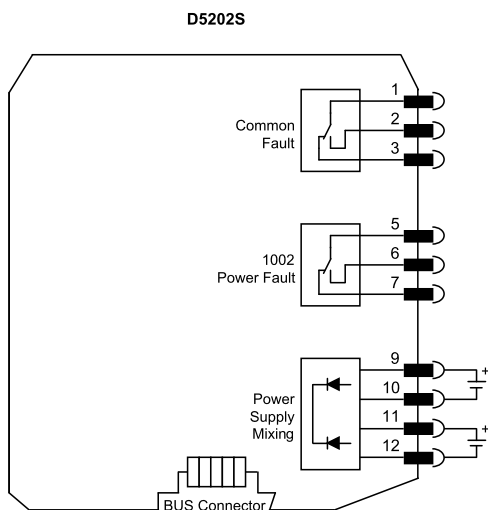 D5202S
Common
Fault
1
2
3
1002
Power Fault
5
6
7
Power
Supply
Mixing
9
10
11
12
+
+
BUS Connector